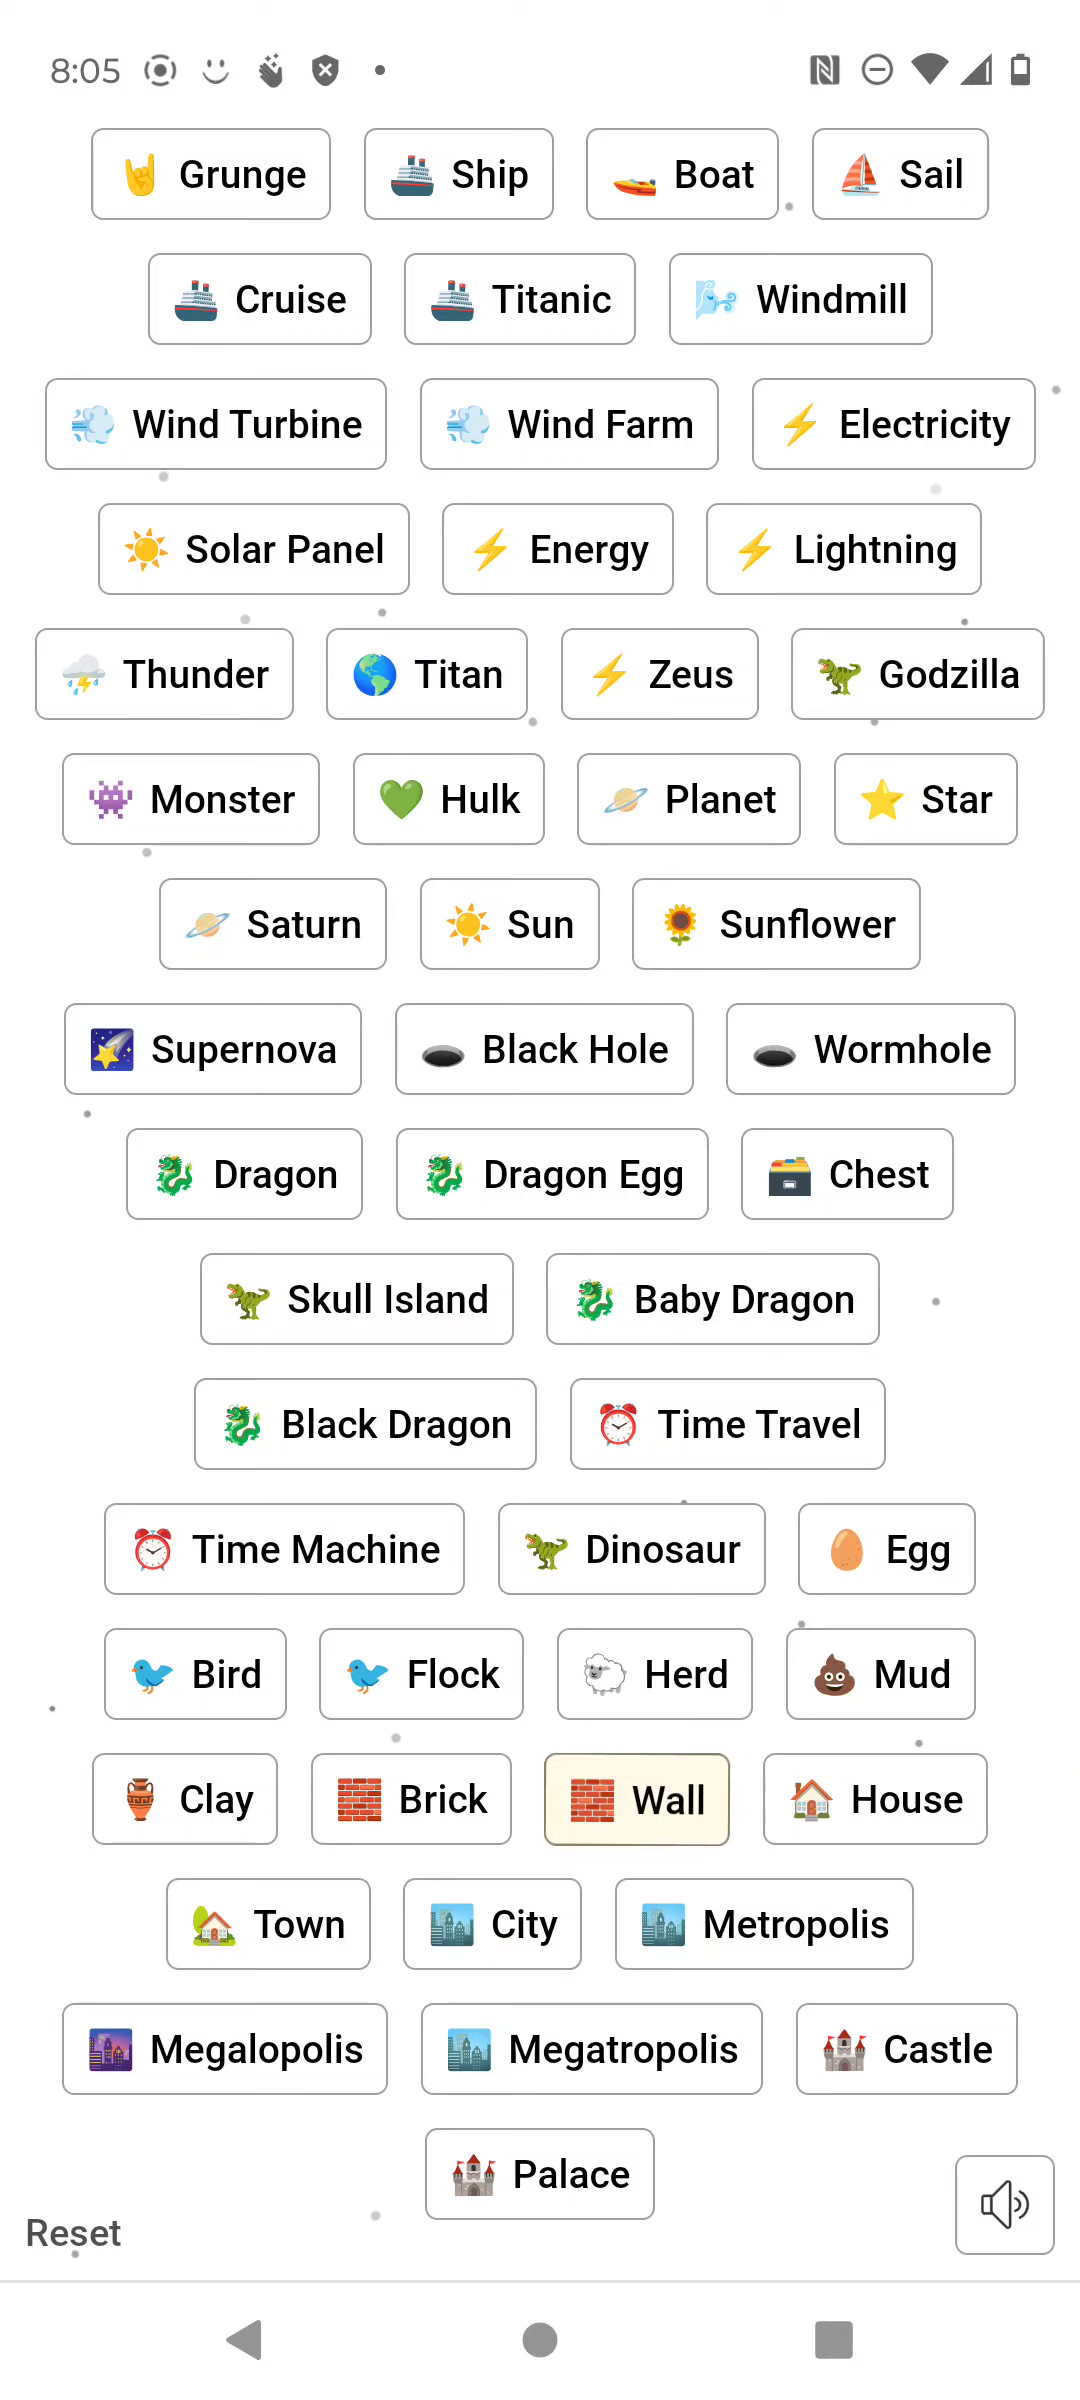 8:05
Grunge Ship Boat Sail
Cruise Titanic Windmill
Wind Turbine Wind Farm Electricity
Solar Panel Energy Lightning
Thunder Titan Zeus Godzilla
Monster Hulk Planet Star
Saturn Sun Sunflower
Supernova Black Hole Wormhole
Dragon Dragon Egg Chest
Skull Island Baby Dragon
Black Dragon Time Travel
Time Machine Dinosaur Egg
Bird Flock Herd Mud
Clay Brick Wall House
Town City Metropolis
Megalopolis Megatropolis Castle
Palace
Reset